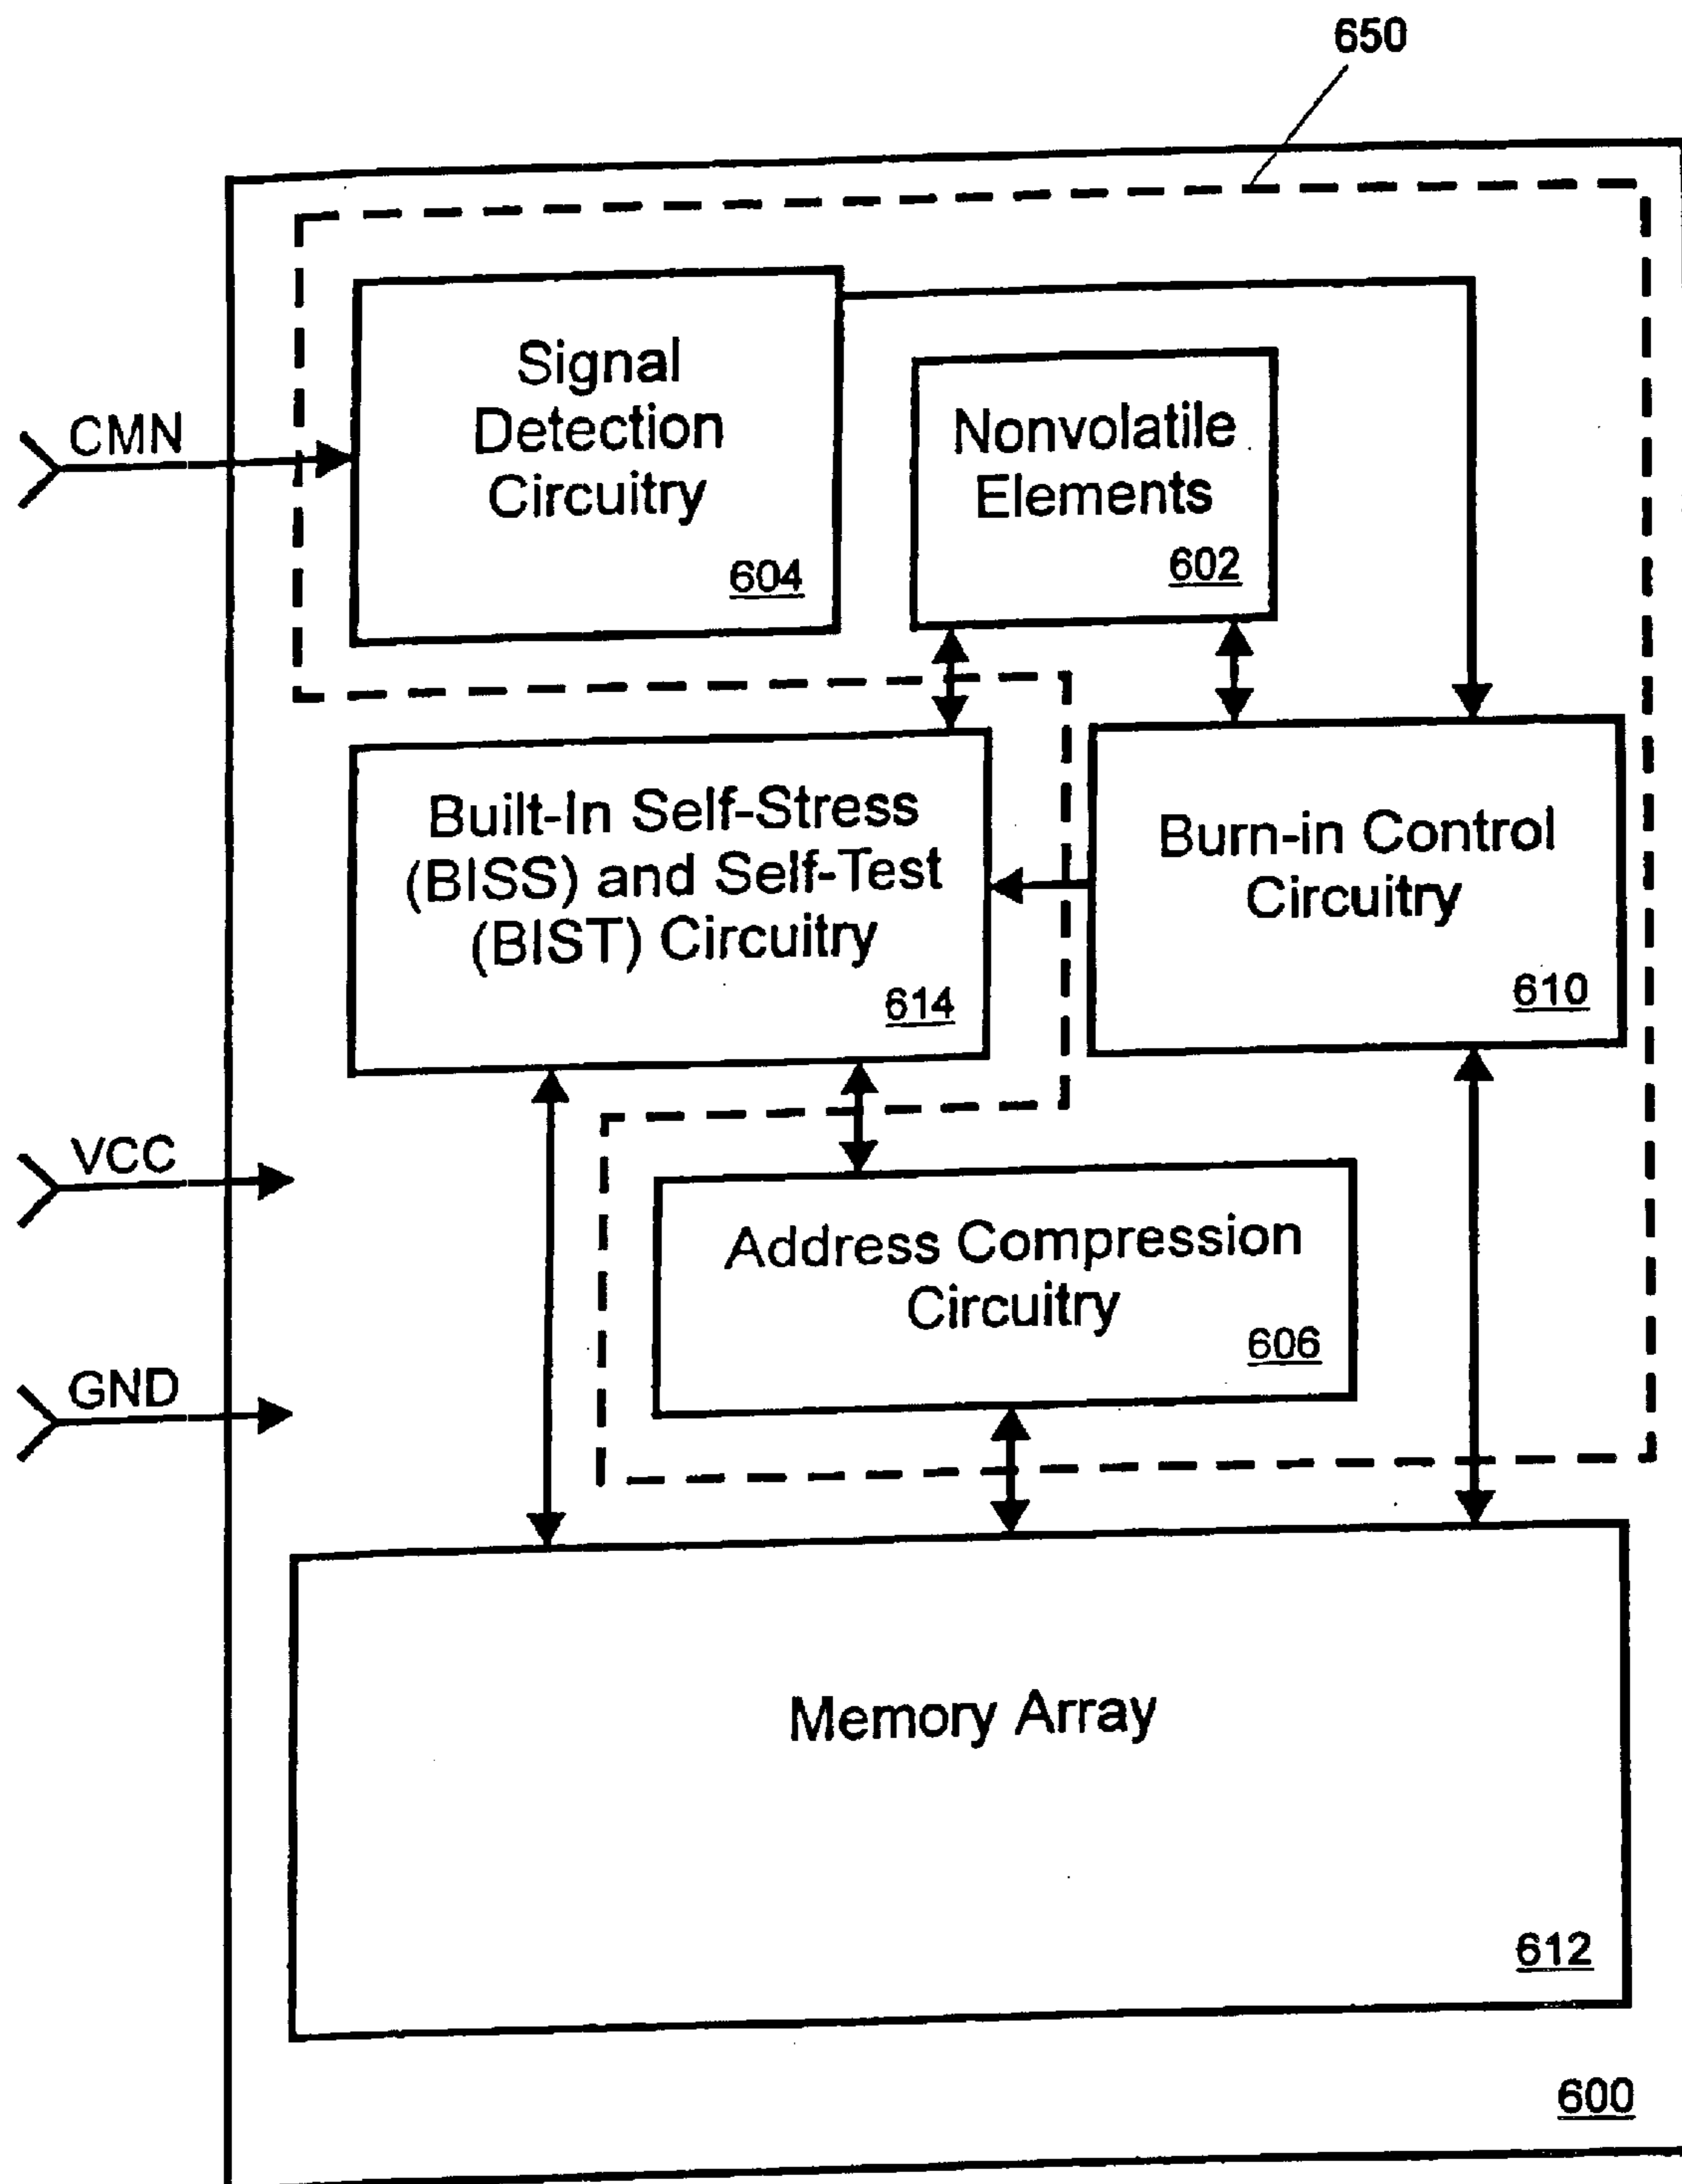 650
CMN
Signal
Detection
Circuitry
604
Nonvolatile
Elements
602
Built-In Self-Stress
(BISS) and Self-Test
(BIST) Circuitry
614
Burn-in Control
Circuitry
610
VCC
Address Compression
Circuitry
606
GND
Memory Array
612
600